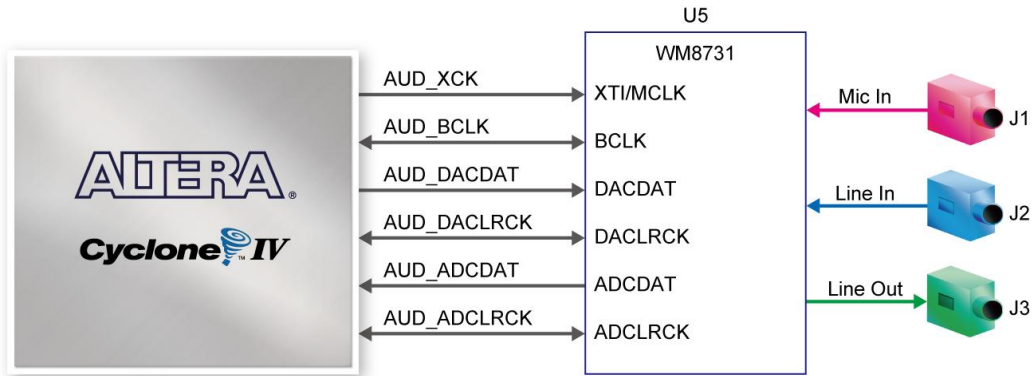 U5
WM8731
ALTERA®
Cyclone™ IV
AUD_XCK
AUD_BCLK
AUD_DACDAT
AUD_DACLRCK
AUD_ADCDAT
AUD_ADCLRCK
XTI/MCLK
BCLK
DACDAT
DACLRCK
ADCDAT
ADCLRCK
Mic In
J1
Line In
J2
Line Out
J3